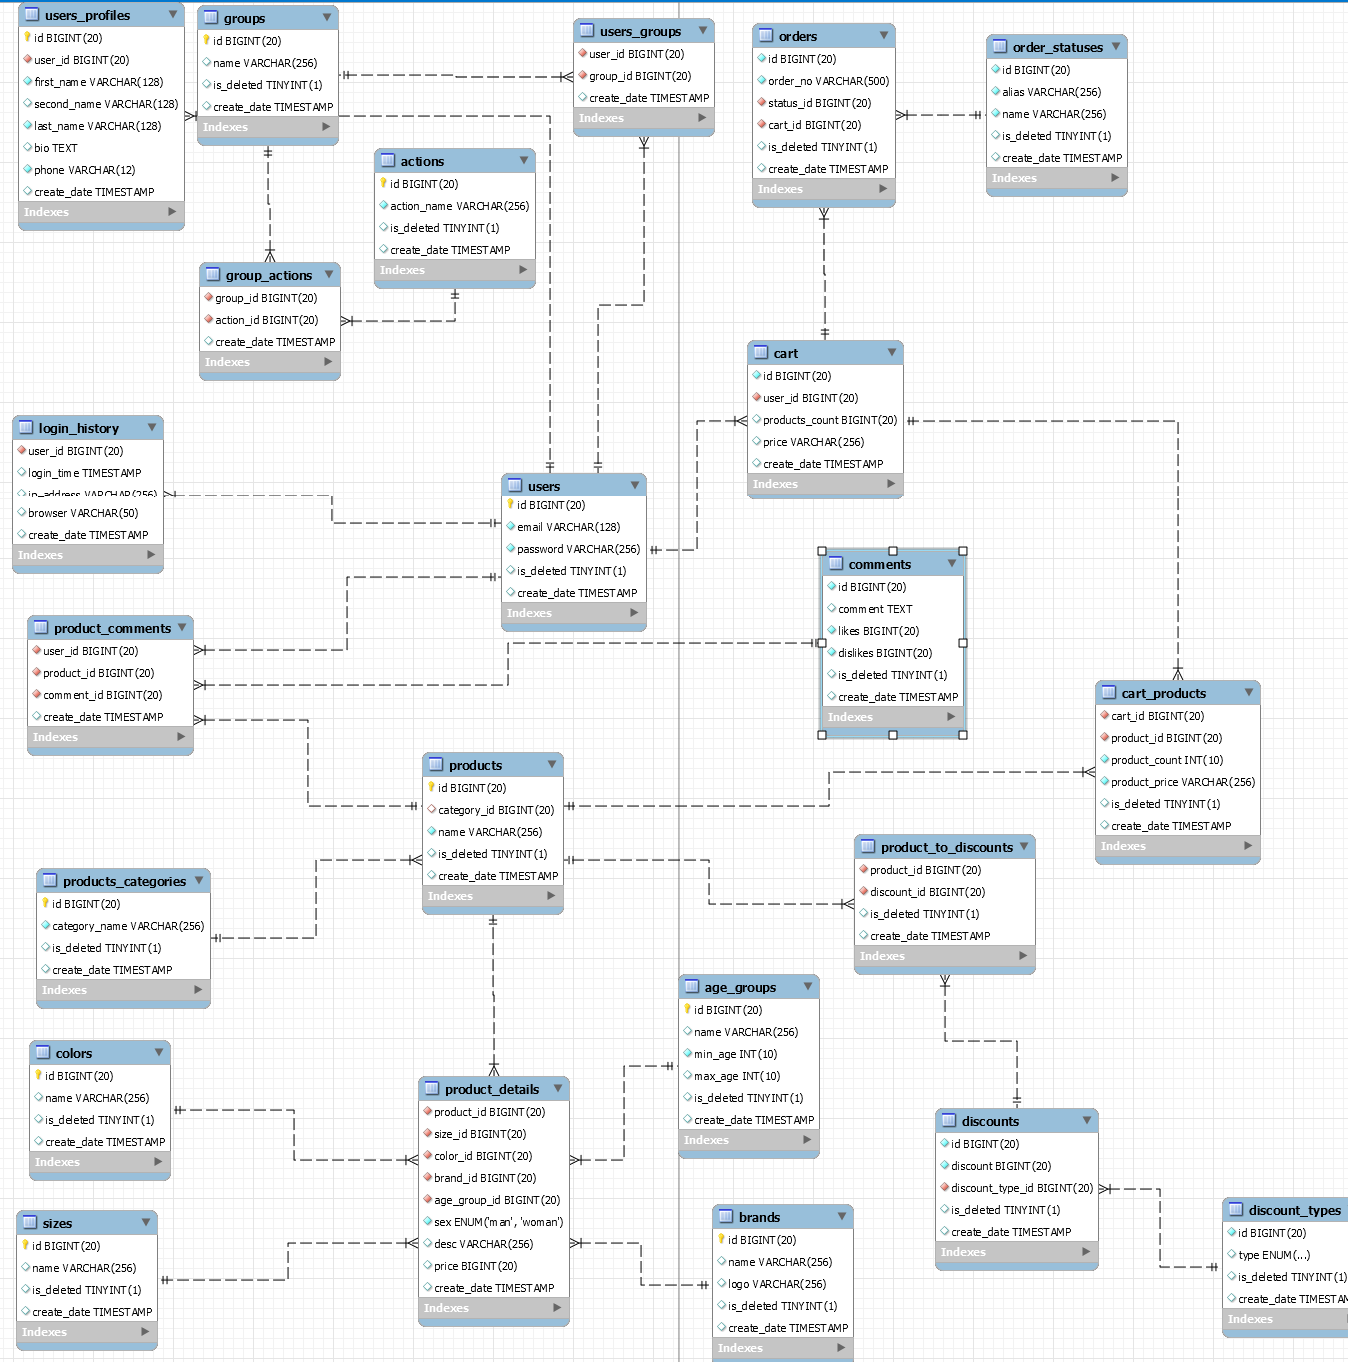 users_profiles
id BIGINT(20)
user_id BIGINT(20)
first_name VARCHAR(128)
second_name VARCHAR(128)
last_name VARCHAR(128)
bio TEXT
phone VARCHAR(12)
create_date TIMESTAMP
Indexes
groups
id BIGINT(20)
name VARCHAR(256)
is_deleted TINYINT(1)
create_date TIMESTAMP
Indexes
users_groups
user_id BIGINT(20)
group_id BIGINT(20)
create_date TIMESTAMP
Indexes
orders
id BIGINT(20)
order_no VARCHAR(500)
status_id BIGINT(20)
cart_id BIGINT(20)
is_deleted TINYINT(1)
create_date TIMESTAMP
Indexes
order_statuses
id BIGINT(20)
alias VARCHAR(256)
name VARCHAR(256)
is_deleted TINYINT(1)
create_date TIMESTAMP
Indexes
actions
id BIGINT(20)
action_name VARCHAR(256)
is_deleted TINYINT(1)
create_date TIMESTAMP
Indexes
group_actions
group_id BIGINT(20)
action_id BIGINT(20)
create_date TIMESTAMP
Indexes
cart
id BIGINT(20)
user_id BIGINT(20)
products_count BIGINT(20)
price VARCHAR(256)
create_date TIMESTAMP
Indexes
login_history
user_id BIGINT(20)
login_time TIMESTAMP
ip-address VARCHAR(256)
browser VARCHAR(50)
create_date TIMESTAMP
Indexes
users
id BIGINT(20)
email VARCHAR(128)
password VARCHAR(256)
is_deleted TINYINT(1)
create_date TIMESTAMP
Indexes
comments
id BIGINT(20)
comment TEXT
likes BIGINT(20)
dislikes BIGINT(20)
is_deleted TINYINT(1)
create_date TIMESTAMP
Indexes
product_comments
user_id BIGINT(20)
product_id BIGINT(20)
comment_id BIGINT(20)
create_date TIMESTAMP
Indexes
cart_products
cart_id BIGINT(20)
product_id BIGINT(20)
product_count INT(10)
product_price VARCHAR(256)
is_deleted TINYINT(1)
create_date TIMESTAMP
Indexes
products
id BIGINT(20)
category_id BIGINT(20)
name VARCHAR(256)
is_deleted TINYINT(1)
create_date TIMESTAMP
Indexes
product_to_discounts
product_id BIGINT(20)
discount_id BIGINT(20)
is_deleted TINYINT(1)
create_date TIMESTAMP
Indexes
products_categories
id BIGINT(20)
category_name VARCHAR(256)
is_deleted TINYINT(1)
create_date TIMESTAMP
Indexes
age_groups
id BIGINT(20)
name VARCHAR(256)
min_age INT(10)
max_age INT(10)
is_deleted TINYINT(1)
create_date TIMESTAMP
Indexes
colors
id BIGINT(20)
name VARCHAR(256)
is_deleted TINYINT(1)
create_date TIMESTAMP
Indexes
product_details
product_id BIGINT(20)
size_id BIGINT(20)
color_id BIGINT(20)
brand_id BIGINT(20)
age_group_id BIGINT(20)
sex ENUM('man', 'woman')
desc VARCHAR(256)
price BIGINT(20)
create_date TIMESTAMP
Indexes
discounts
id BIGINT(20)
discount BIGINT(20)
discount_type_id BIGINT(20)
is_deleted TINYINT(1)
create_date TIMESTAMP
Indexes
sizes
id BIGINT(20)
name VARCHAR(256)
is_deleted TINYINT(1)
create_date TIMESTAMP
Indexes
brands
id BIGINT(20)
name VARCHAR(256)
logo VARCHAR(256)
is_deleted TINYINT(1)
create_date TIMESTAMP
Indexes
discount_types
id BIGINT(20)
type ENUM(...)
is_deleted TINYINT(1)
create_date TIMESTAM
Indexes